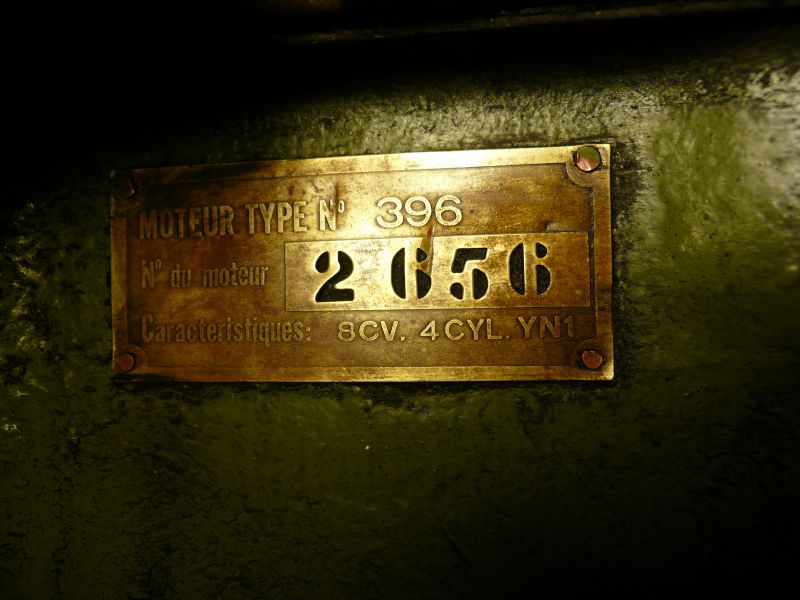 MOTEUR TYPE N° 396
N° du moteur 2656
Caracteristiques: 8CV. 4CYL. YN1